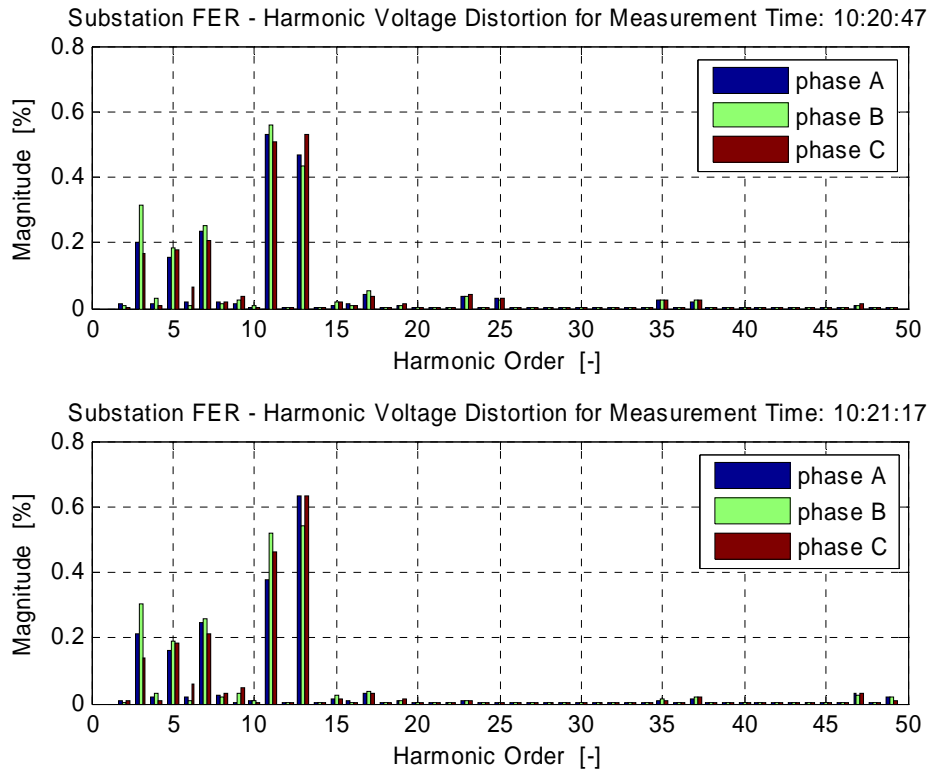 Substation FER - Harmonic Voltage Distortion for Measurement Time: 10:20:47
0.8
0.6
0.4
0.2
0
Magnitude [%]
phase A
phase B
phase C
0 5 10 15 20 25 30 35 40 45 50
Harmonic Order [-]
Substation FER - Harmonic Voltage Distortion for Measurement Time: 10:21:17
0.8
0.6
0.4
0.2
0
Magnitude [%]
phase A
phase B
phase C
0 5 10 15 20 25 30 35 40 45 50
Harmonic Order [-]